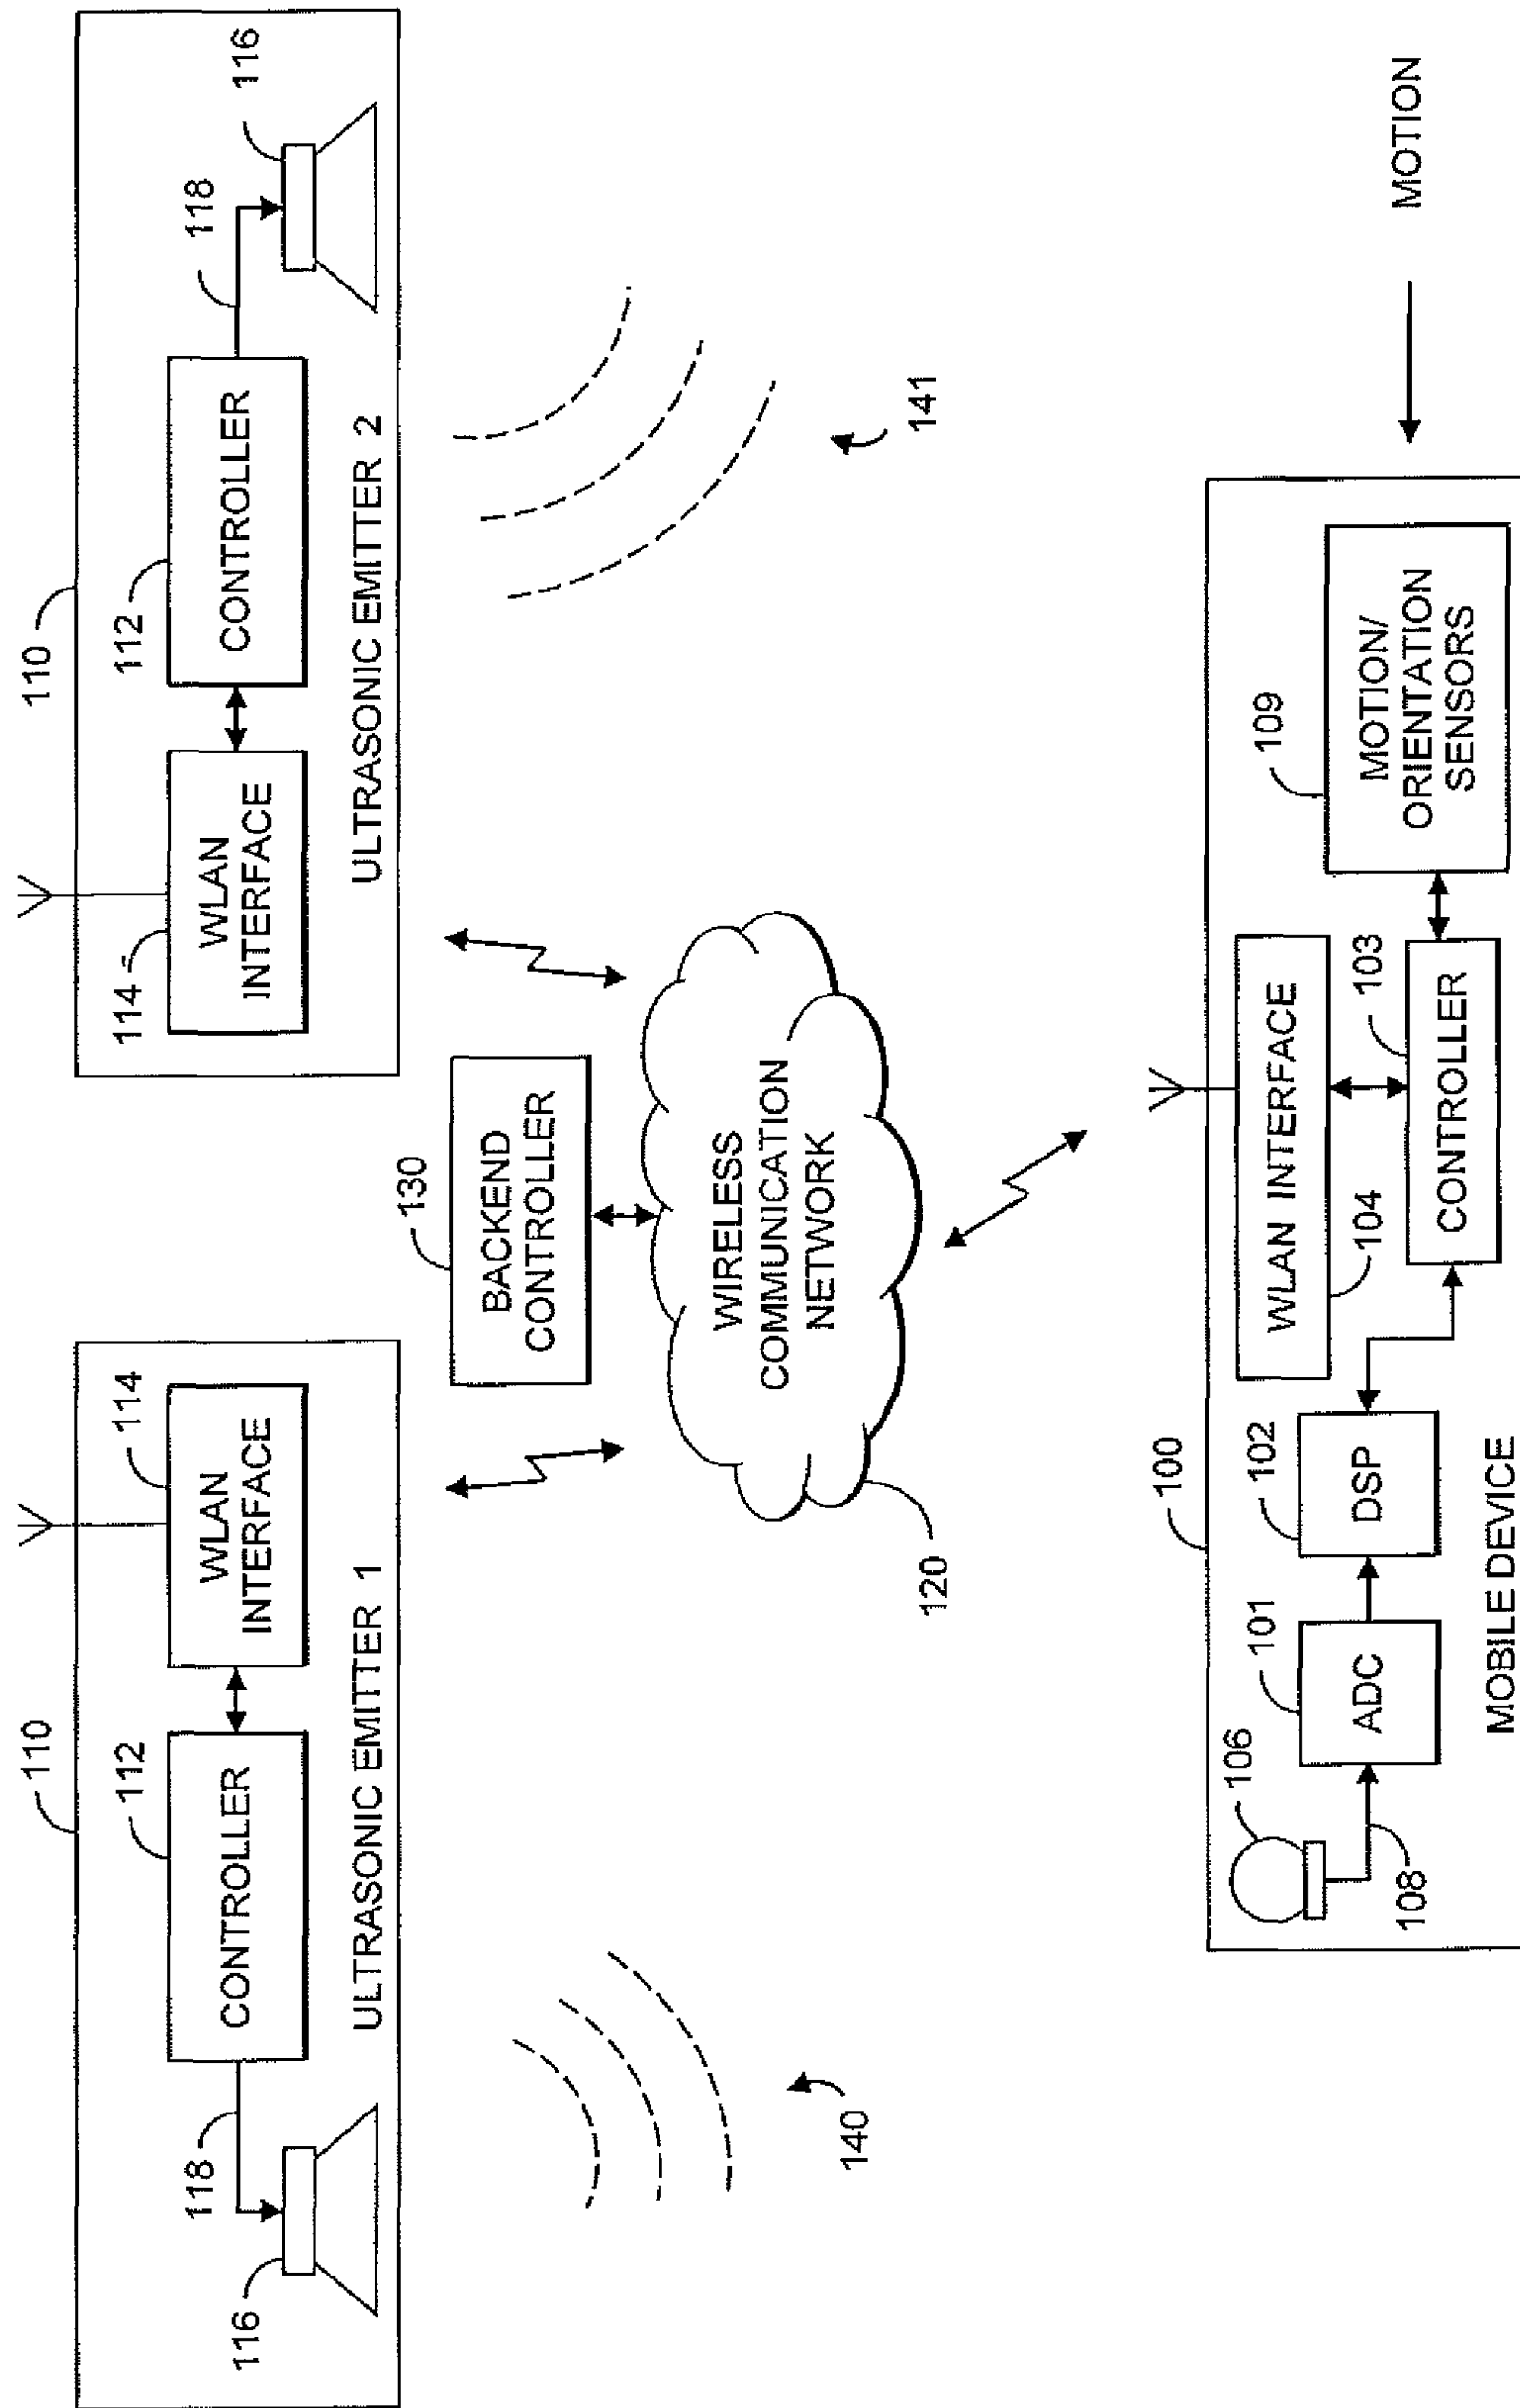 110
110
118
112
114
114
112
118
116
116
CONTROLLER
WLAN
INTERFACE
WLAN
INTERFACE
CONTROLLER
ULTRASONIC EMITTER 1
ULTRASONIC EMITTER 2
130
BACKEND
CONTROLLER
140
141
WIRELESS
COMMUNICATION
NETWORK
120
100
106
101
102
104
WLAN INTERFACE
103
109
108
ADC
DSP
CONTROLLER
MOTION/
ORIENTATION
SENSORS
MOTION
MOBILE DEVICE